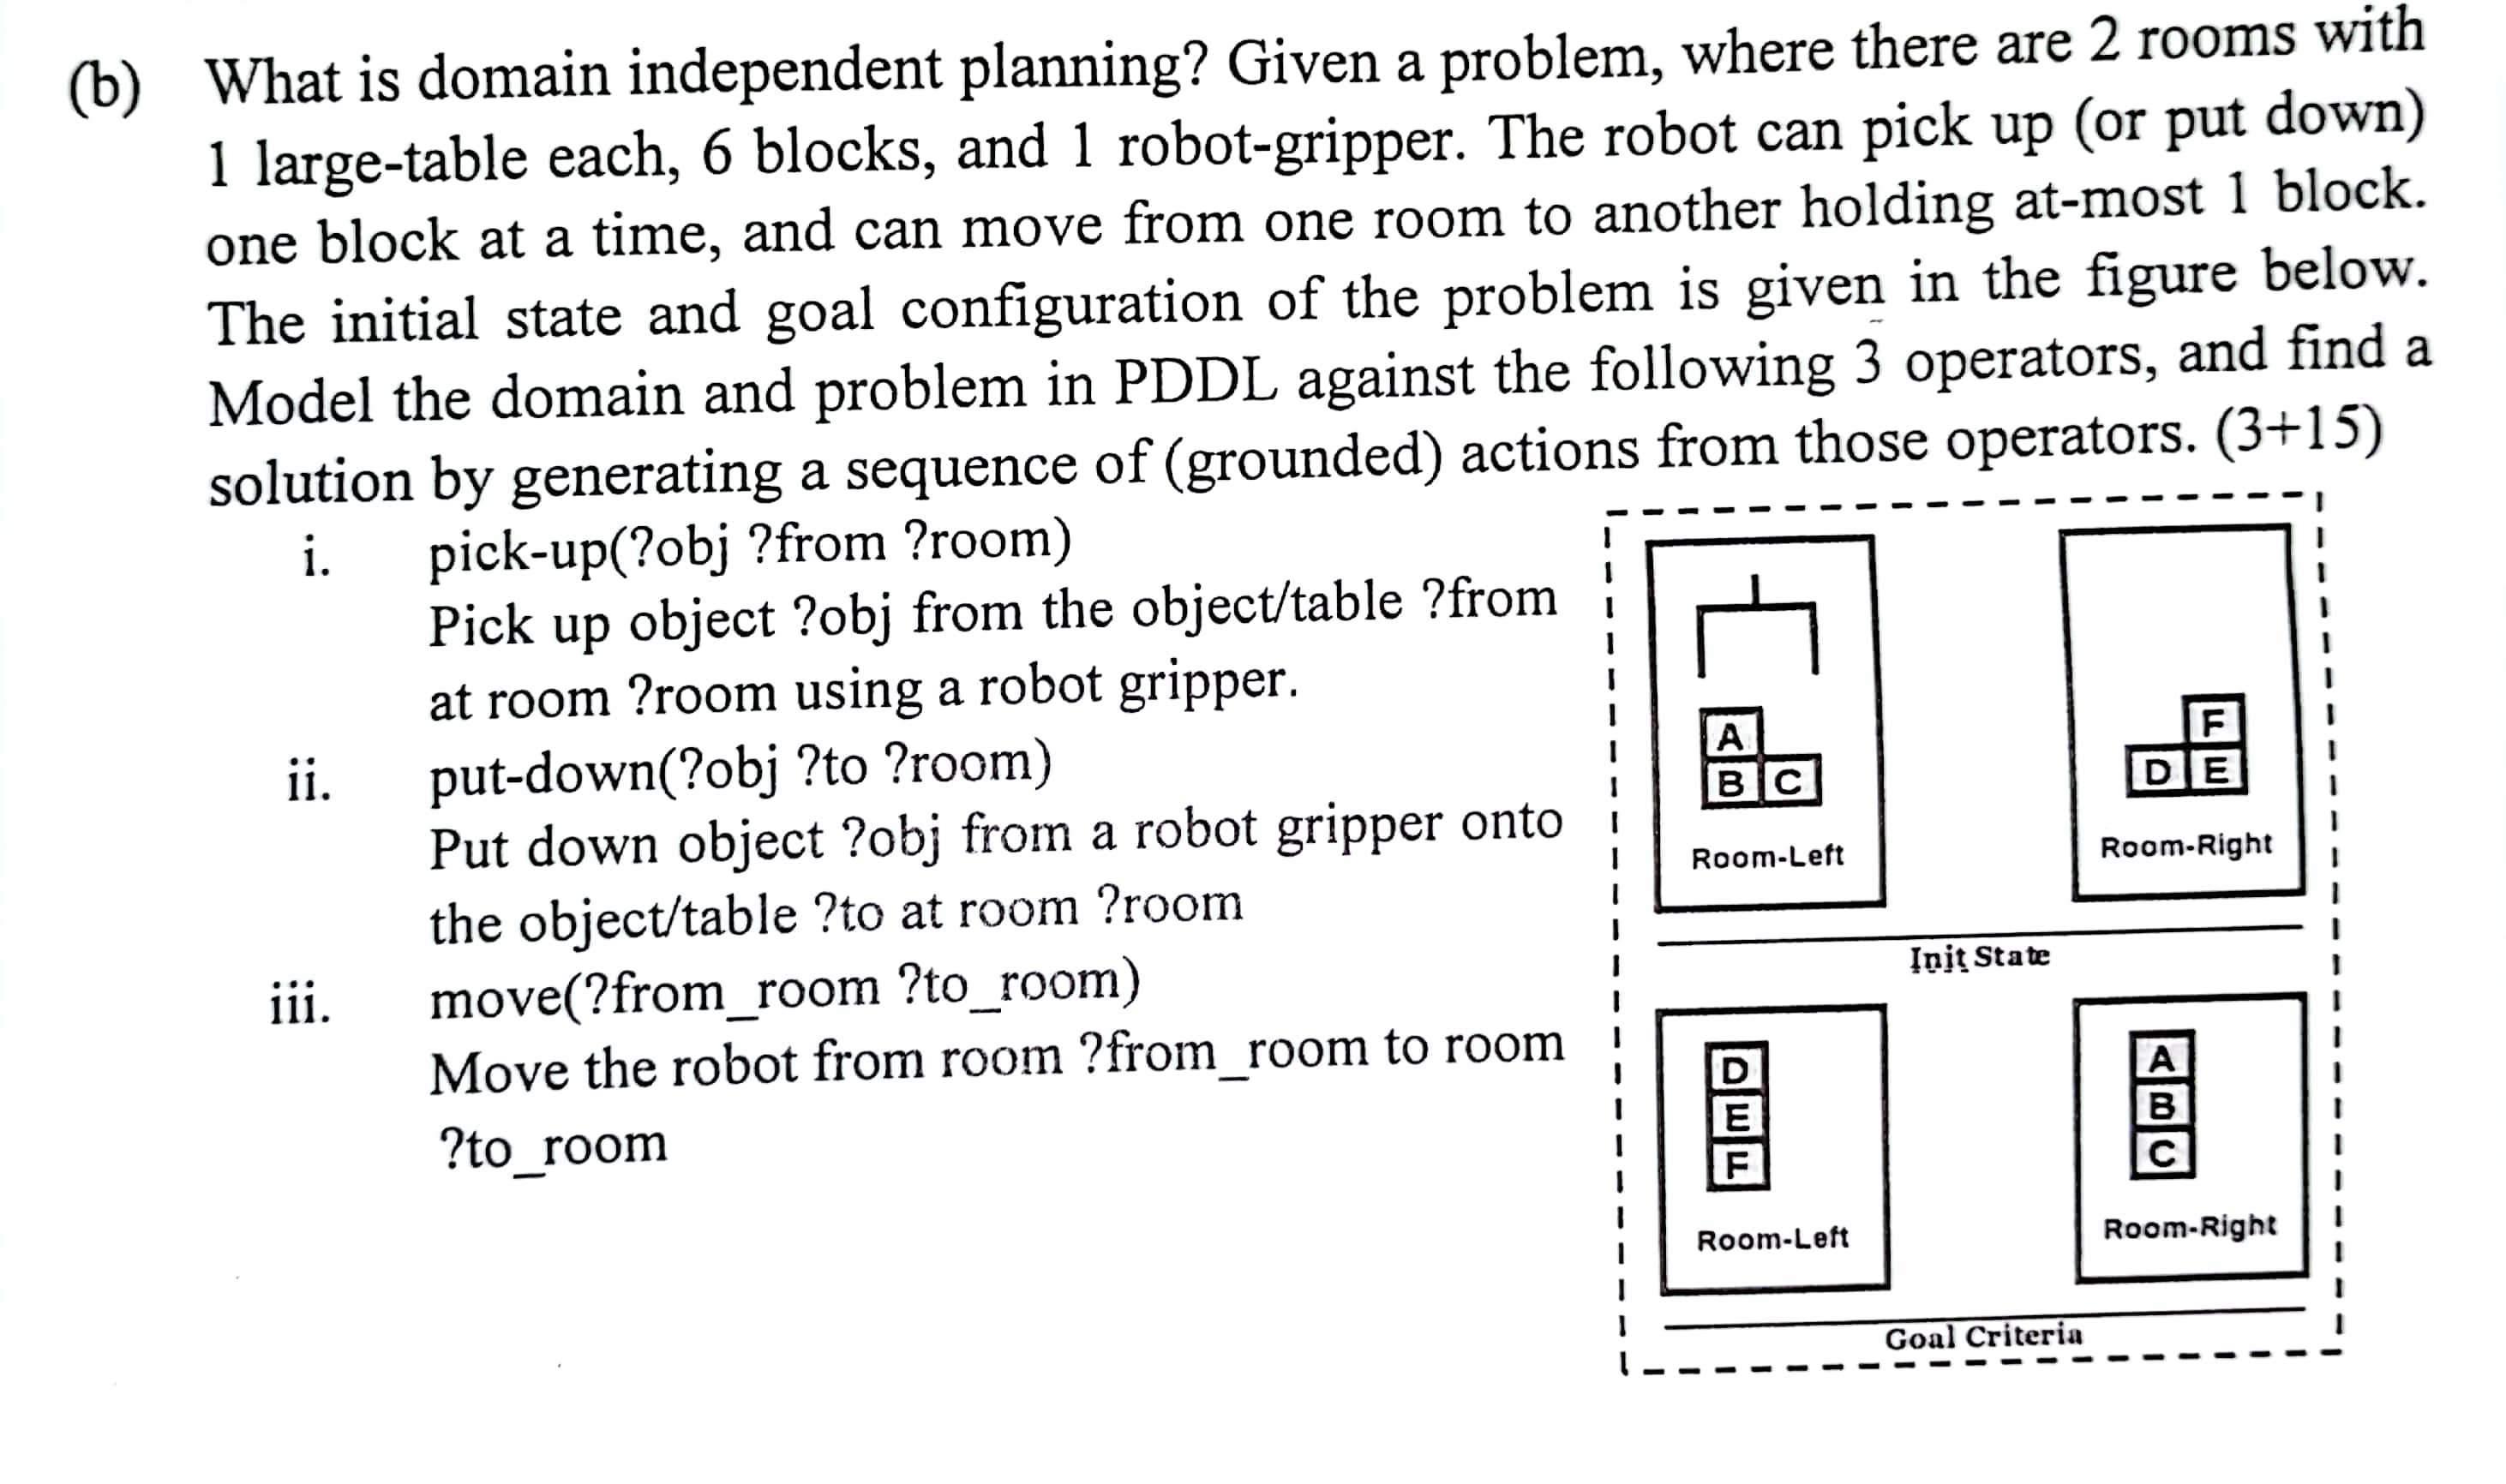 (b) What is domain independent planning? Given a problem, where there are 2 rooms with
1 large-table each, 6 blocks, and 1 robot-gripper. The robot can pick up (or put down)
one block at a time, and can move from one room to another holding at-most 1 block.
The initial state and goal configuration of the problem is given in the figure below.
Model the domain and problem in PDDL against the following 3 operators, and find a
solution by generating a sequence of (grounded) actions from those operators. (3+15)
i. pick-up(?obj ?from ?room)
Pick up object ?obj from the object/table ?from
at room ?room using a robot gripper.
ii. put-down(?obj ?to ?room)
Put down object ?obj from a robot gripper onto
the object/table ?to at room ?room
iii. move(?from_room ?to_room)
Move the robot from room ?from_room to room
?to_room
A
B C
Room-Left
F
D E
Room-Right
Init State
D
E
F
Room-Left
A
B
C
Room-Right
Goal Criteria